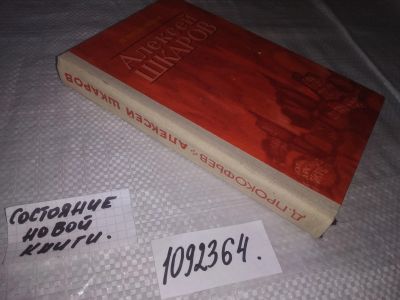 Алексей
ШКАРОВ
Д. ПРОКОФЬЕВ • АЛЕКСЕЙ ШКАРОВ
СОСТОЯНИЕ
НОВОЙ
КНИГИ.
1092364.